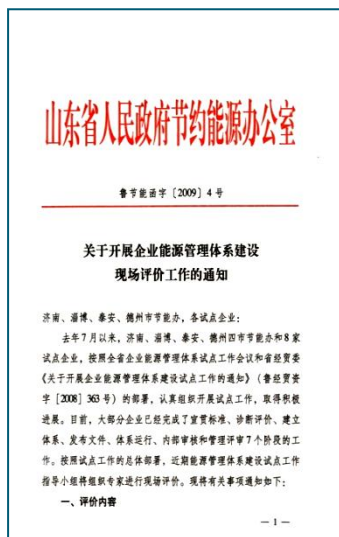 山东省人民政府节约能源办公室
鲁节能函字〔2009〕4号
关于开展企业能源管理体系建设
现场评价工作的通知
济南、淄博、泰安、德州市节能办，各试点企业：
去年7月以来，济南、淄博、泰安、德州四市节能办和8家
试点企业，按照全省企业能源管理体系试点工作会议和省经贸委
《关于开展企业能源管理体系建设试点工作的通知》（鲁经贸资
字〔2008〕363号）的部署，认真组织开展试点工作，取得积极
进展。目前，大部分企业已经完成了宣贯标准、诊断评价、建立
体系、发布文件、体系运行、内部审核和管理评审7个阶段的工
作。按照试点工作的总体部署，近期能源管理体系建设试点工作
指导小组将组织专家进行现场评价。现将有关事项通知如下：
一、评价内容
— 1 —